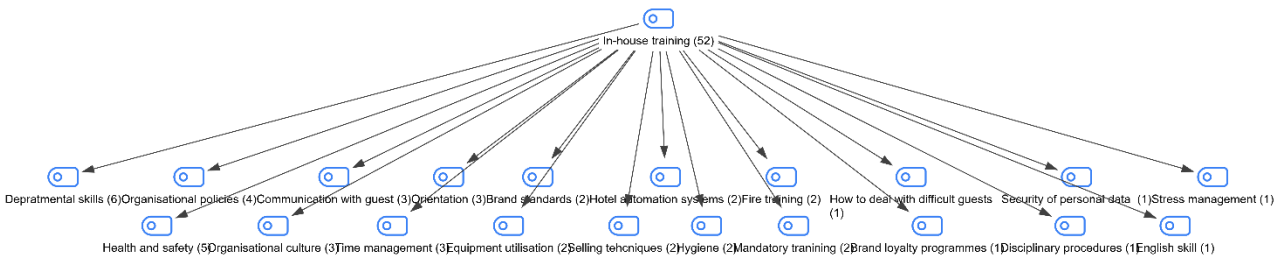 In-house training (52)
Depratmental skills (6)
Organisational policies (4)
Communication with guest (3)
Orientation (3)
Brand standards (2)
Hotel automation systems (2)
Fire training (2)
How to deal with difficult guests
(1)
Security of personal data (1)
Stress management (1)
Health and safety (5)
Organisational culture (3)
Time management (3)
Equipment utilisation (2)
Selling tehcniques (2)
Hygiene (2)
Mandatory tranining (2)
Brand loyalty programmes (1)
Disciplinary procedures (1)
English skill (1)